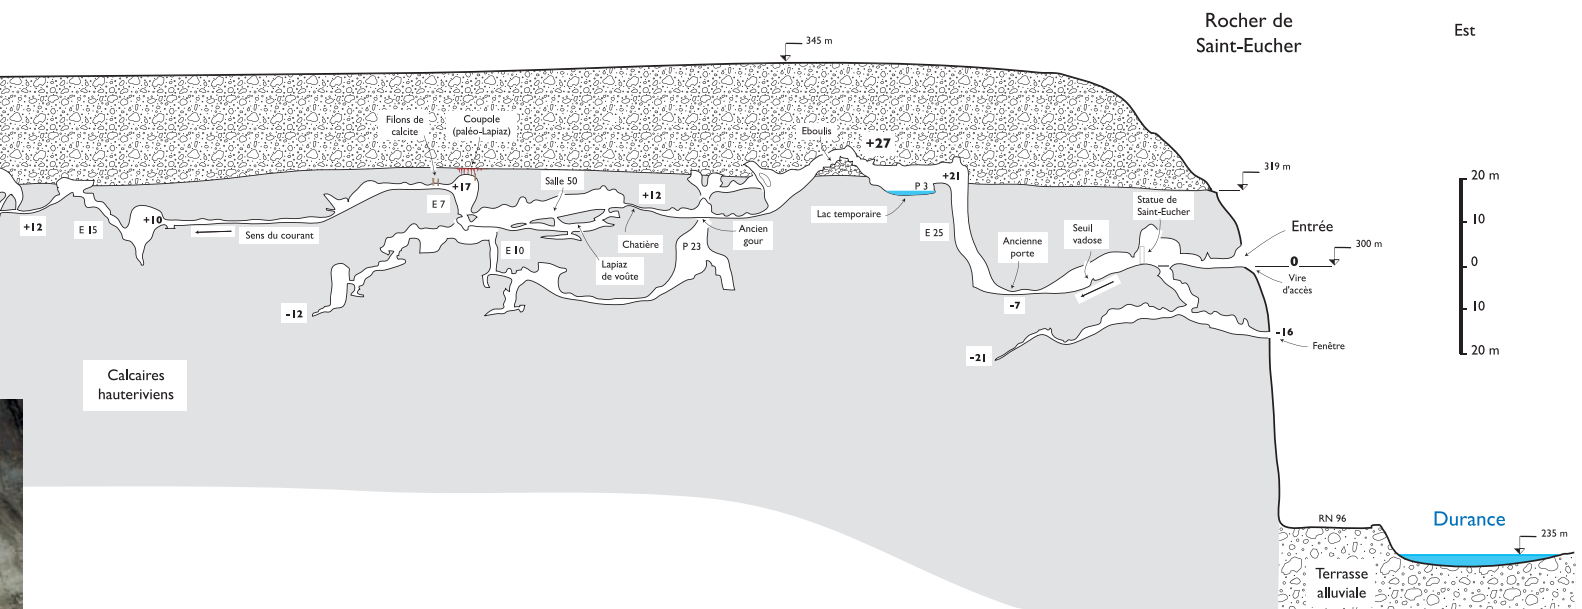 Rocher de
Saint-Eucher
Est
345 m
Filons de
calcite
Coupole
(paléo-Lapiaz)
Eboulis
+27
319 m
+17
Salle 50
+12
P 3
+21
20 m
E 7
Statue de
Saint-Eucher
Lac temporaire
+12
E 15
+10
Sens du courant
E 10
Chatière
Ancien
gour
P 23
E 25
Seuil
vadose
Ancienne
porte
Entrée
10
300 m
Lapiaz
de voûte
0
Vire
d'accès
0
-12
-7
10
-16
Fenêtre
-21
20 m
Calcaires
hauteriviens
RN 96
Durance
235 m
Terrasse
alluviale